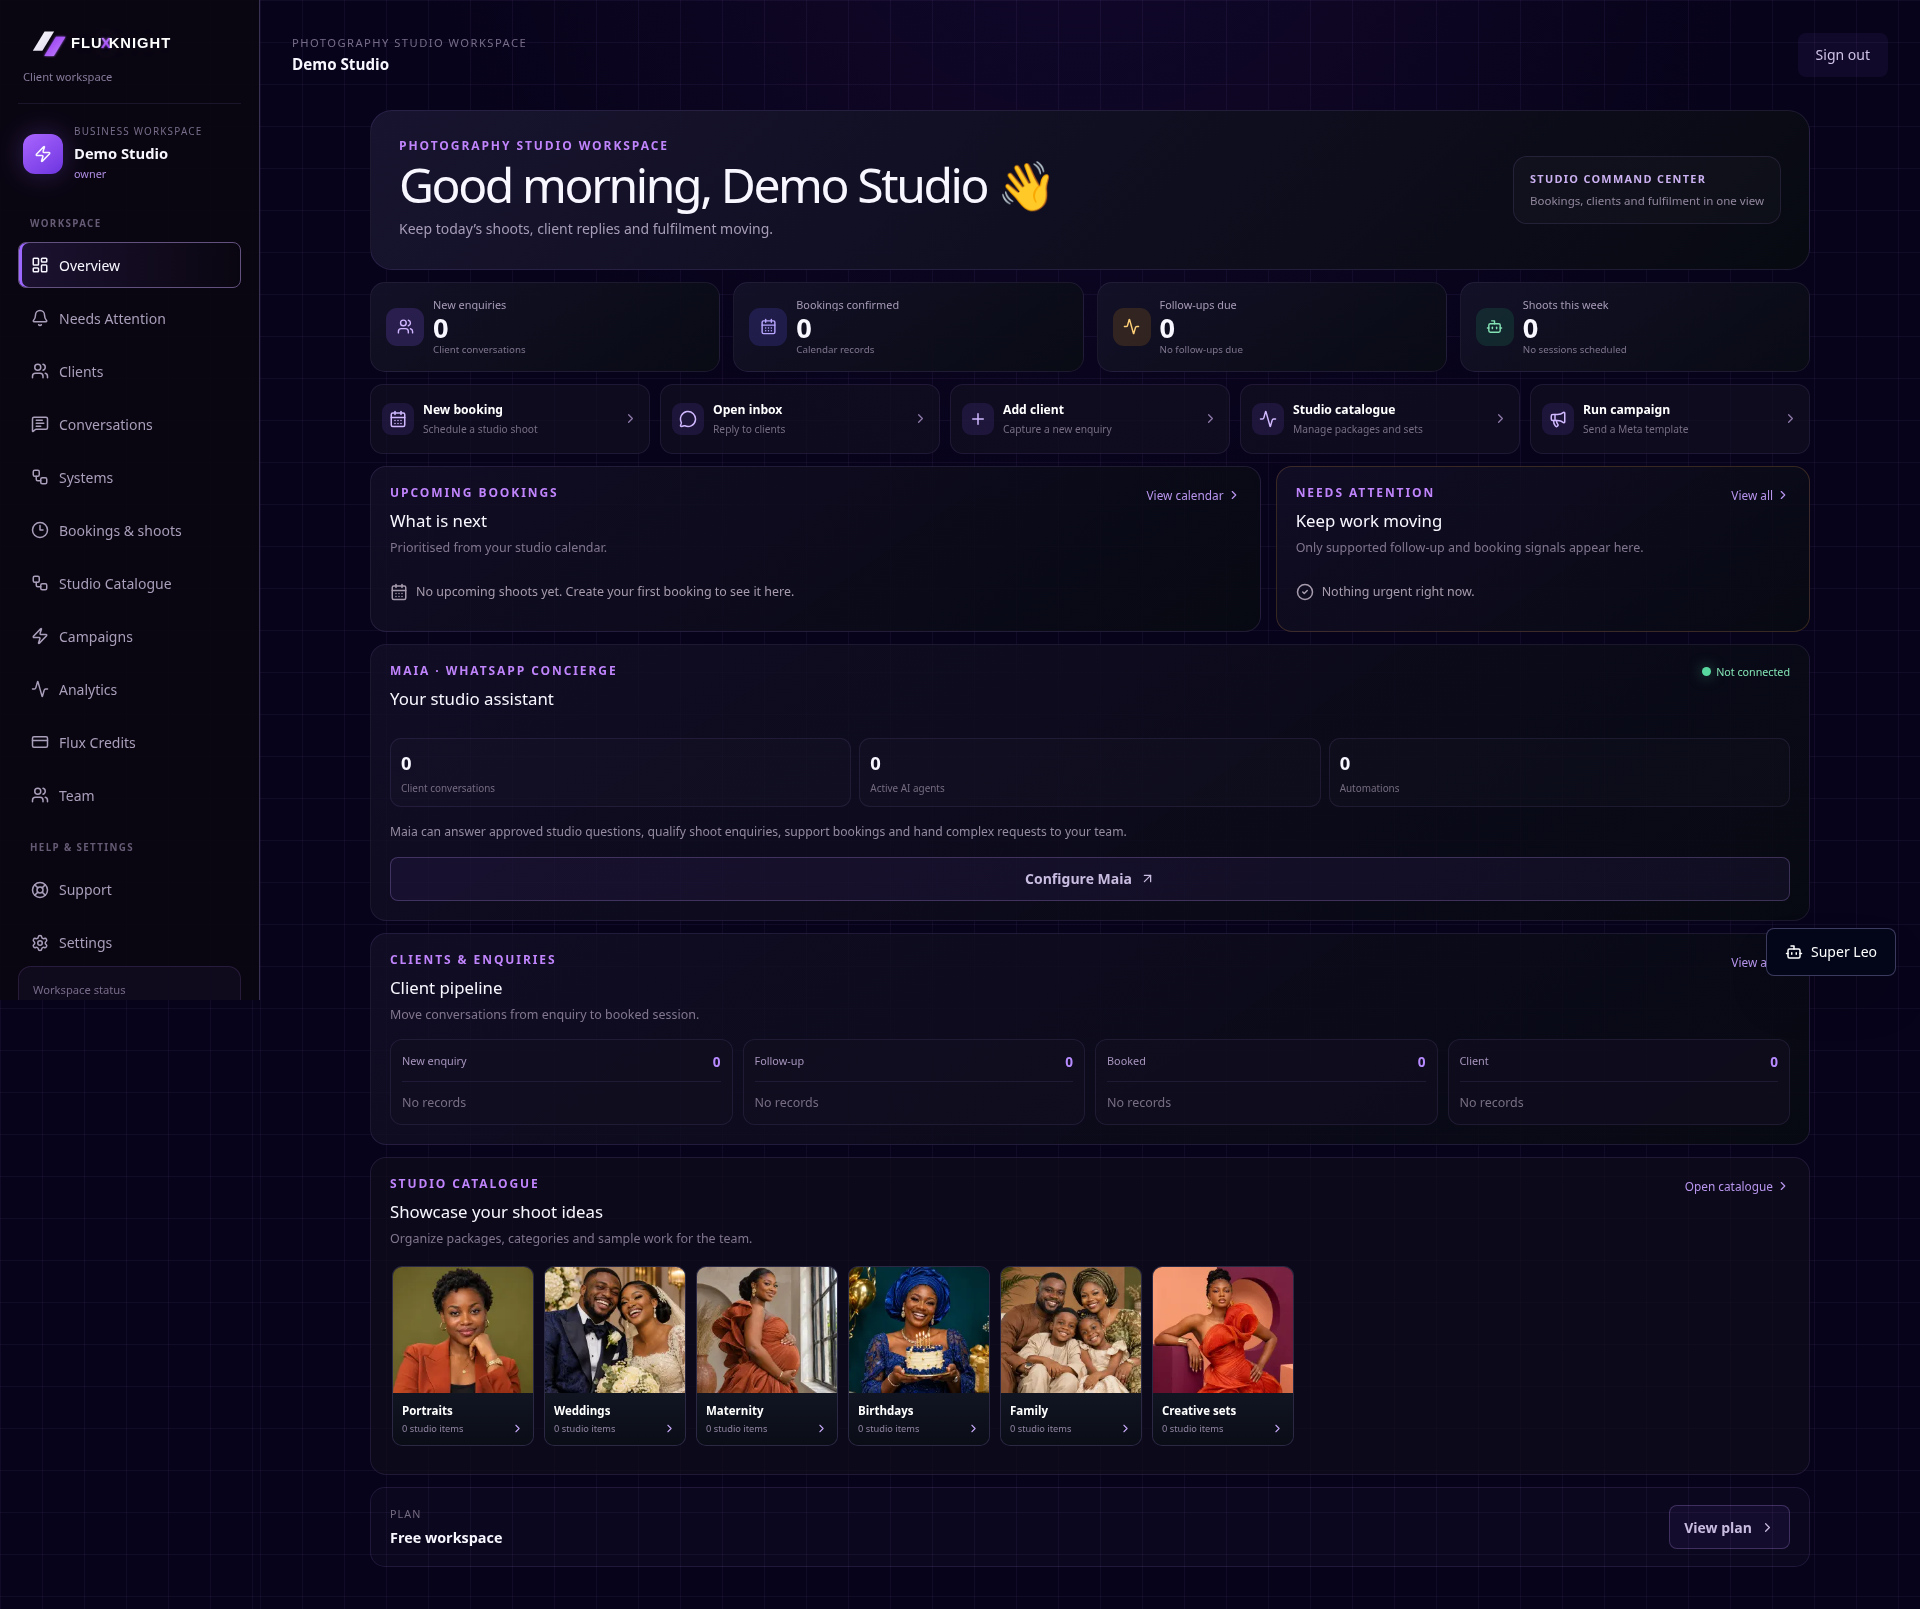 FLUXKNIGHT
Client workspace
BUSINESS WORKSPACE
Demo Studio
owner
WORKSPACE
Overview
Needs Attention
Clients
Conversations
Systems
Bookings & shoots
Studio Catalogue
Campaigns
Analytics
Flux Credits
Team
HELP & SETTINGS
Support
Settings
Workspace status
PHOTOGRAPHY STUDIO WORKSPACE
Demo Studio
Sign out
PHOTOGRAPHY STUDIO WORKSPACE
Good morning, Demo Studio 👋
Keep today’s shoots, client replies and fulfilment moving.
STUDIO COMMAND CENTER
Bookings, clients and fulfilment in one view
New enquiries
0
Client conversations
Bookings confirmed
0
Calendar records
Follow-ups due
0
No follow-ups due
Shoots this week
0
No sessions scheduled
New booking
Schedule a studio shoot
Open inbox
Reply to clients
Add client
Capture a new enquiry
Studio catalogue
Manage packages and sets
Run campaign
Send a Meta template
UPCOMING BOOKINGS
View calendar
What is next
Prioritised from your studio calendar.
No upcoming shoots yet. Create your first booking to see it here.
NEEDS ATTENTION
View all
Keep work moving
Only supported follow-up and booking signals appear here.
Nothing urgent right now.
MAIA · WHATSAPP CONCIERGE
Not connected
Your studio assistant
0
Client conversations
0
Active AI agents
0
Automations
Maia can answer approved studio questions, qualify shoot enquiries, support bookings and hand complex requests to your team.
Configure Maia
CLIENTS & ENQUIRIES
View a
Super Leo
Client pipeline
Move conversations from enquiry to booked session.
New enquiry 0
No records
Follow-up 0
No records
Booked 0
No records
Client 0
No records
STUDIO CATALOGUE
Open catalogue
Showcase your shoot ideas
Organize packages, categories and sample work for the team.
Portraits
0 studio items
Weddings
0 studio items
Maternity
0 studio items
Birthdays
0 studio items
Family
0 studio items
Creative sets
0 studio items
PLAN
Free workspace
View plan